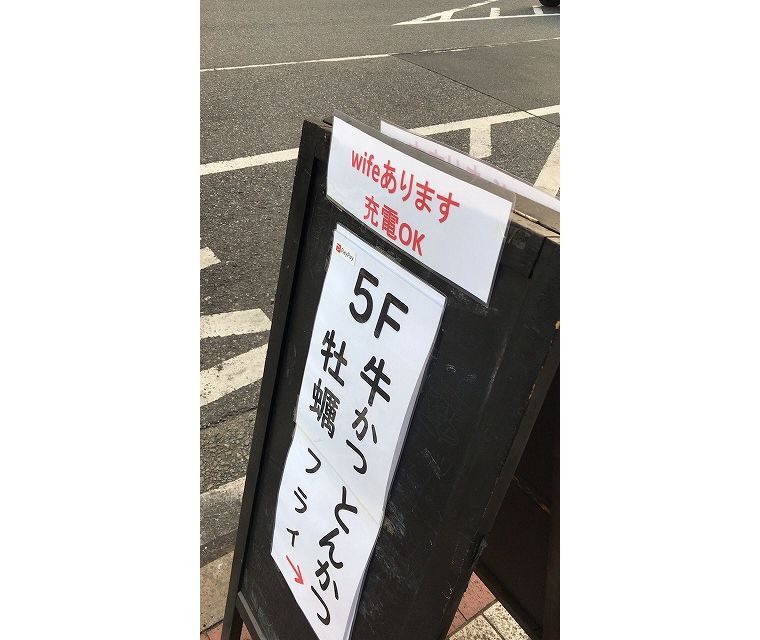 wifeあります
充電OK
PayPay
5F
牛かつ とんかつ
牡蠣フライ